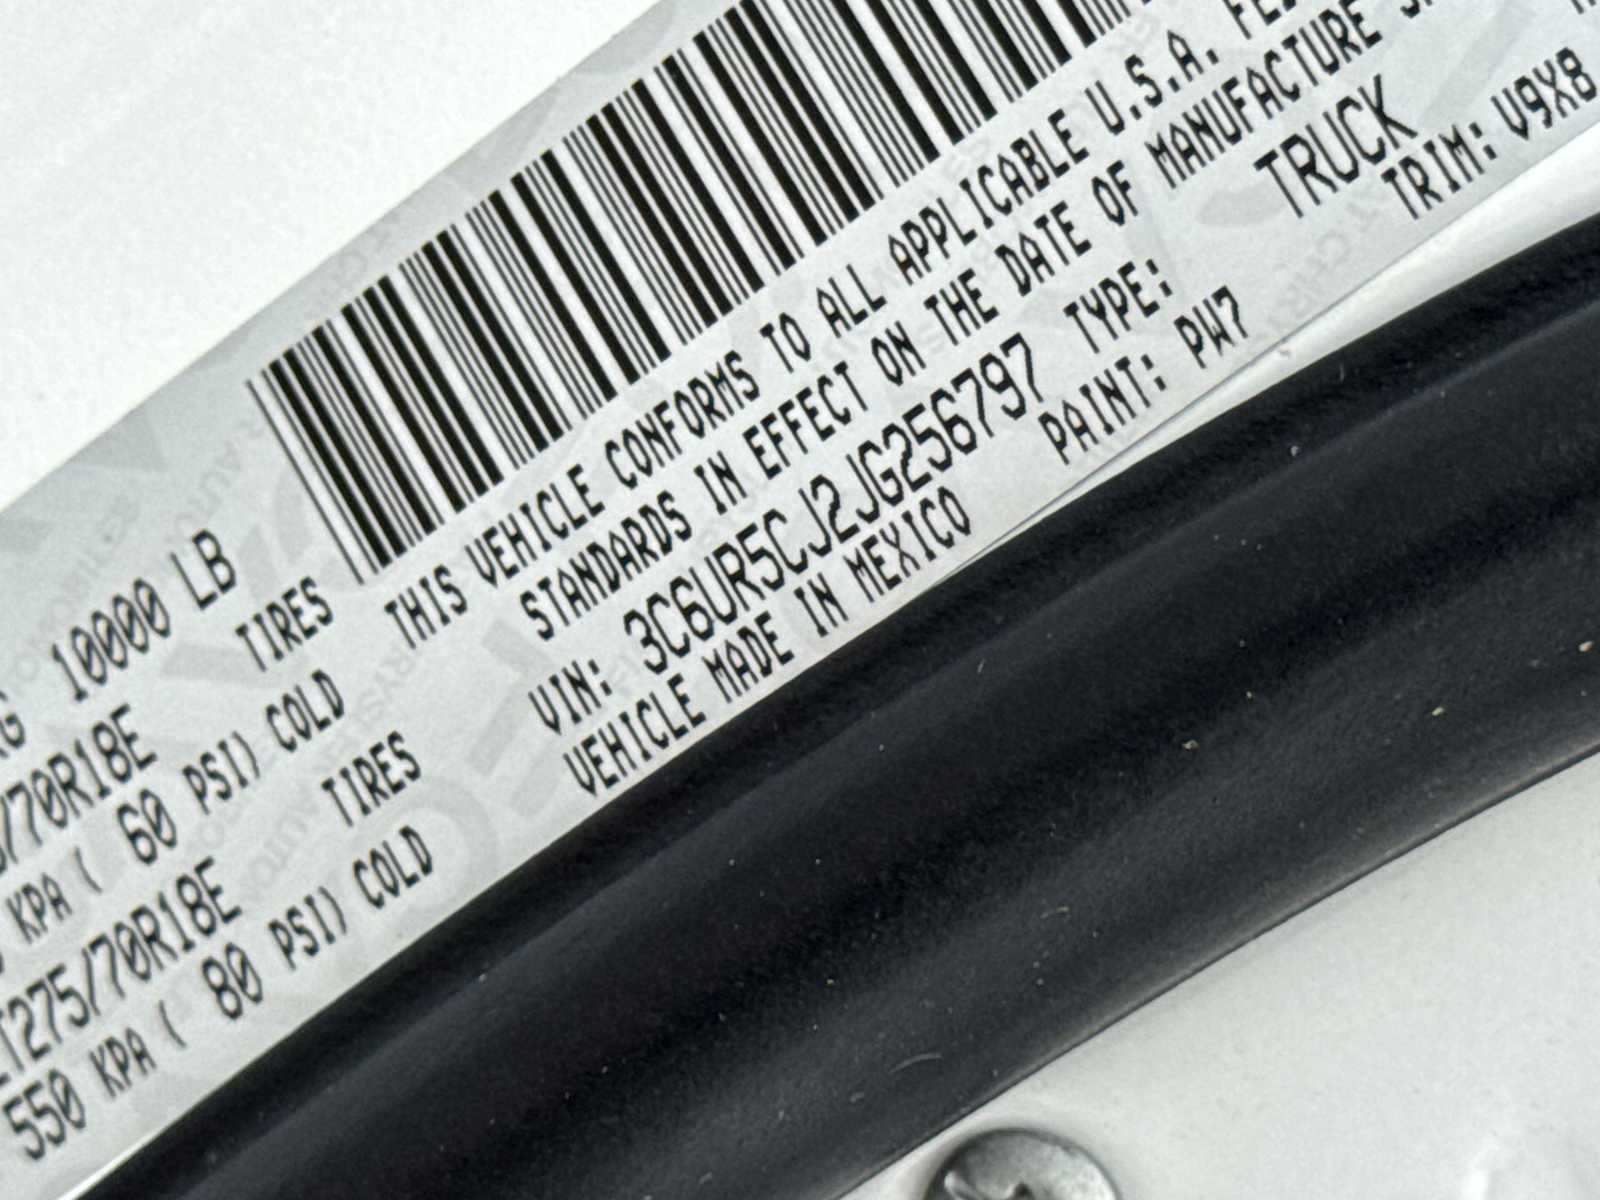 10000 LB
TIRES
/70R18E
KPA ( 60 PSI) COLD
TIRES
LT275/70R18E
550 KPA ( 80 PSI) COLD
THIS VEHICLE CONFORMS TO ALL APPLICABLE U.S.A.
STANDARDS IN EFFECT ON THE DATE OF MANUFACTURE
VIN: 3C6UR5CJ2JG256797 TYPE: TRUCK
VEHICLE MADE IN MEXICO PAINT: PW7 TRIM: V9X8